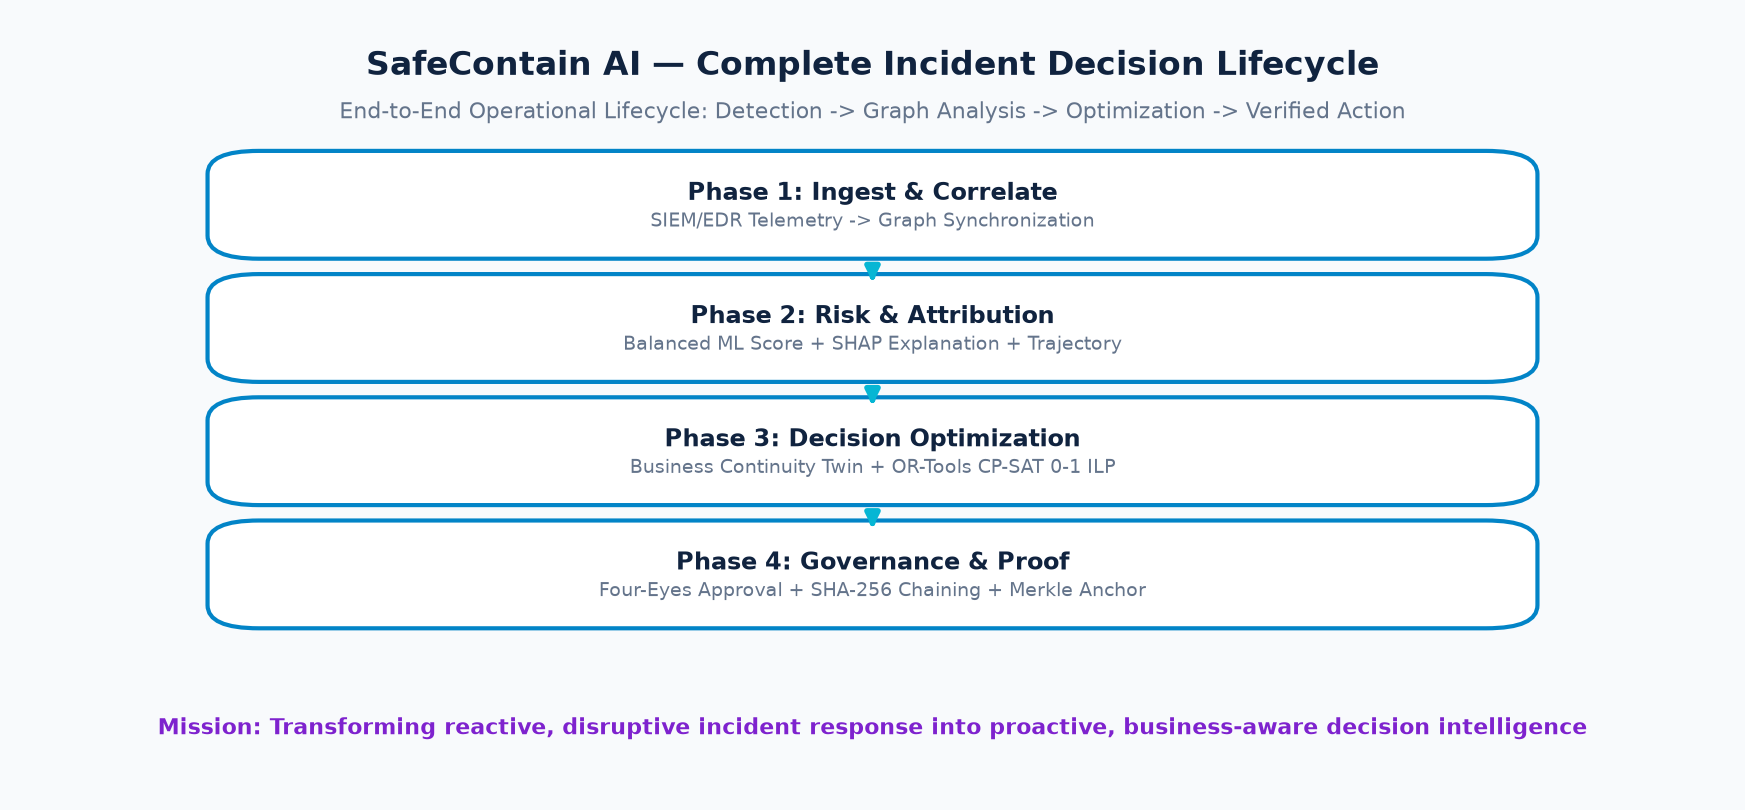 SafeContain AI — Complete Incident Decision Lifecycle
End-to-End Operational Lifecycle: Detection -> Graph Analysis -> Optimization -> Verified Action
Phase 1: Ingest & Correlate
SIEM/EDR Telemetry -> Graph Synchronization
Phase 2: Risk & Attribution
Balanced ML Score + SHAP Explanation + Trajectory
Phase 3: Decision Optimization
Business Continuity Twin + OR-Tools CP-SAT 0-1 ILP
Phase 4: Governance & Proof
Four-Eyes Approval + SHA-256 Chaining + Merkle Anchor
Mission: Transforming reactive, disruptive incident response into proactive, business-aware decision intelligence